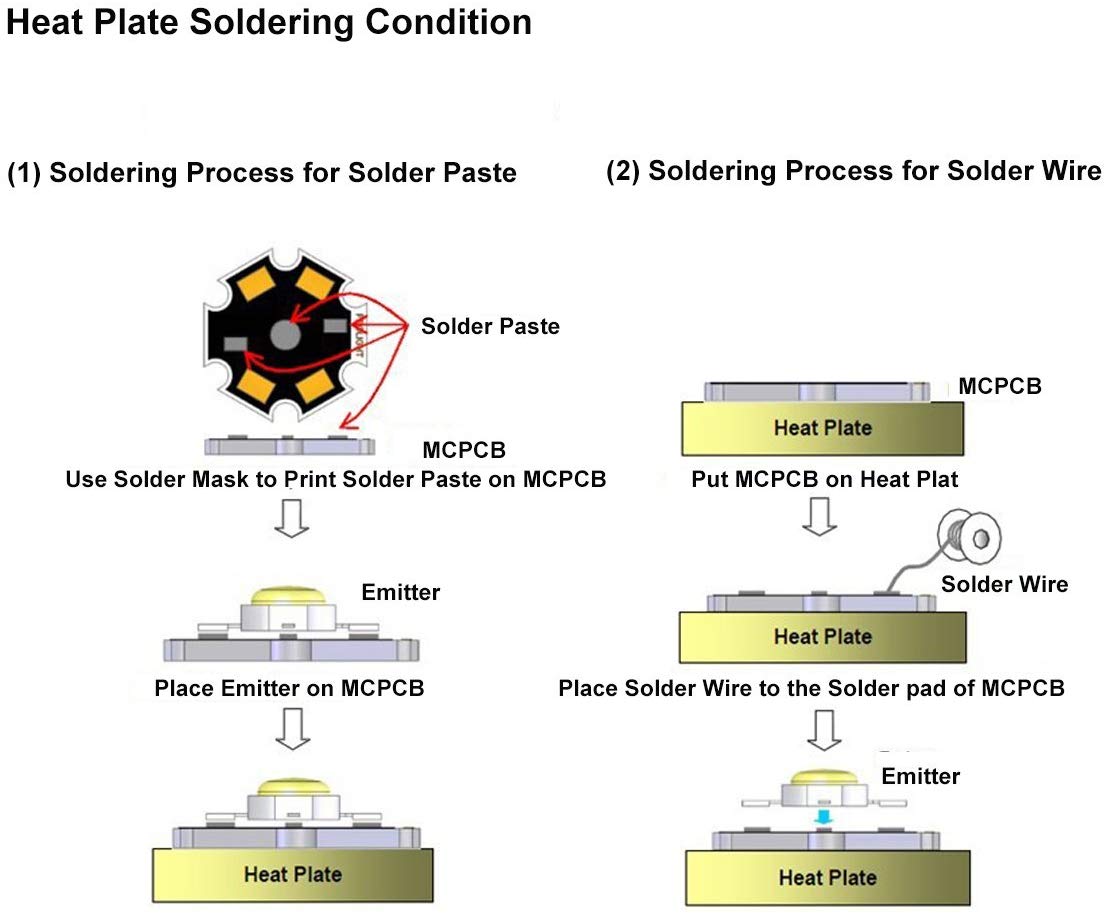 Heat Plate Soldering Condition
(1) Soldering Process for Solder Paste
(2) Soldering Process for Solder Wire
Solder Paste
MCPCB
Use Solder Mask to Print Solder Paste on MCPCB
Emitter
Place Emitter on MCPCB
Heat Plate
MCPCB
Heat Plate
Put MCPCB on Heat Plat
Solder Wire
Heat Plate
Place Solder Wire to the Solder pad of MCPCB
Emitter
Heat Plate